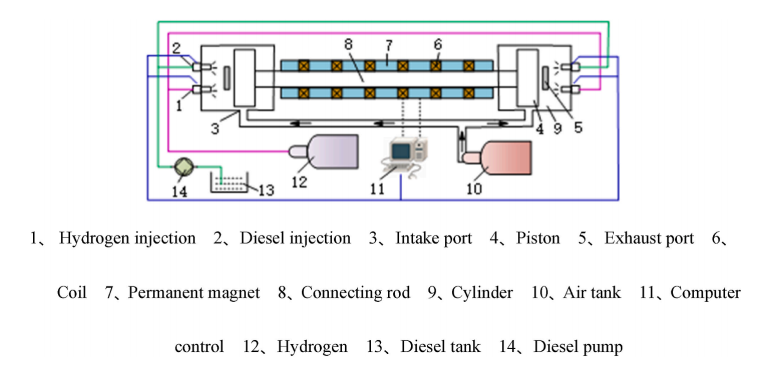 2 8 7 6
1 3 4 9 5
14 13 12 11 10
1、 Hydrogen injection 2、Diesel injection 3、Intake port 4、Piston 5、Exhaust port 6、
Coil 7、Permanent magnet 8、Connecting rod 9、Cylinder 10、Air tank 11、Computer
control 12、Hydrogen 13、Diesel tank 14、Diesel pump